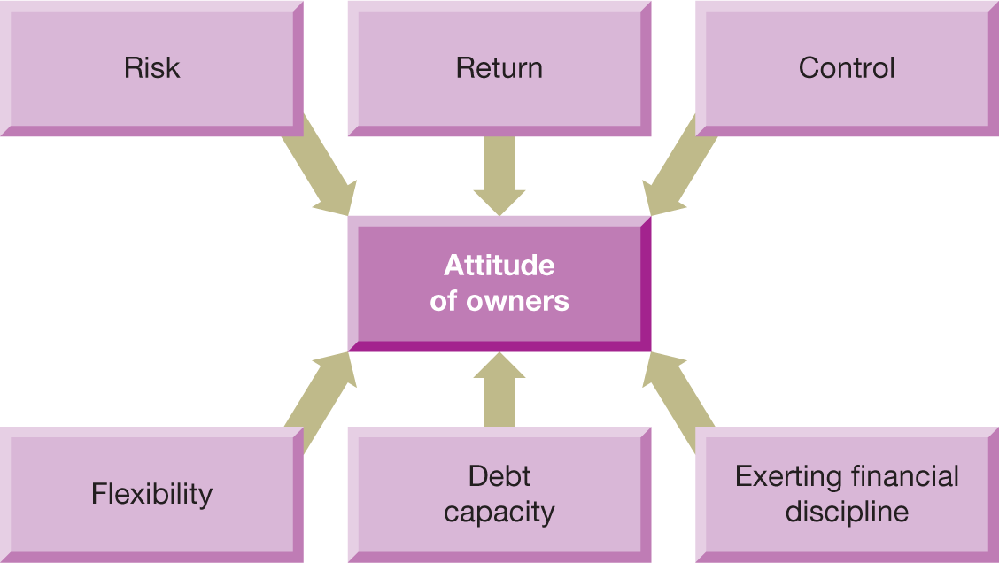 Risk
Return
Control
Attitude
of owners
Flexibility
Debt
capacity
Exerting financial
discipline